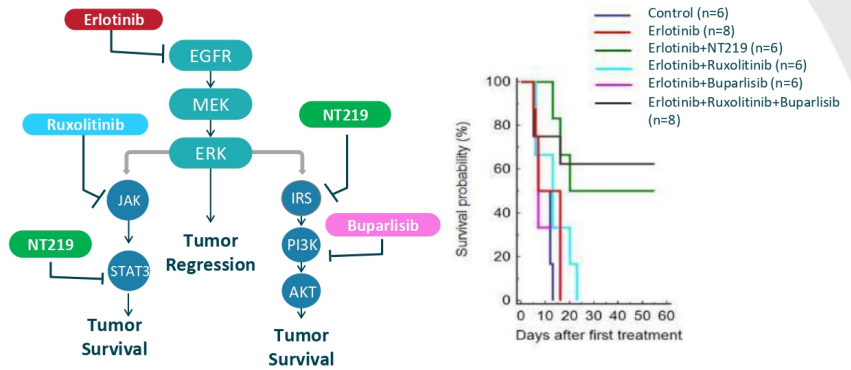 Erlotinib
EGFR
MEK
Ruxolitinib
NT219
ERK
JAK
IRS
NT219
Tumor
Regression
Buparlisib
PI3K
STAT3
AKT
Tumor
Survival
Tumor
Survival
Control (n=6)
Erlotinib (n=8)
Erlotinib+NT219 (n=6)
Erlotinib+Ruxolitinib (n=6)
Erlotinib+Buparlisib (n=6)
Erlotinib+Ruxolitinib+Buparlisib
(n=8)
Survival probability (%)
100
80
60
40
20
0
0 10 20 30 40 50 60
Days after first treatment